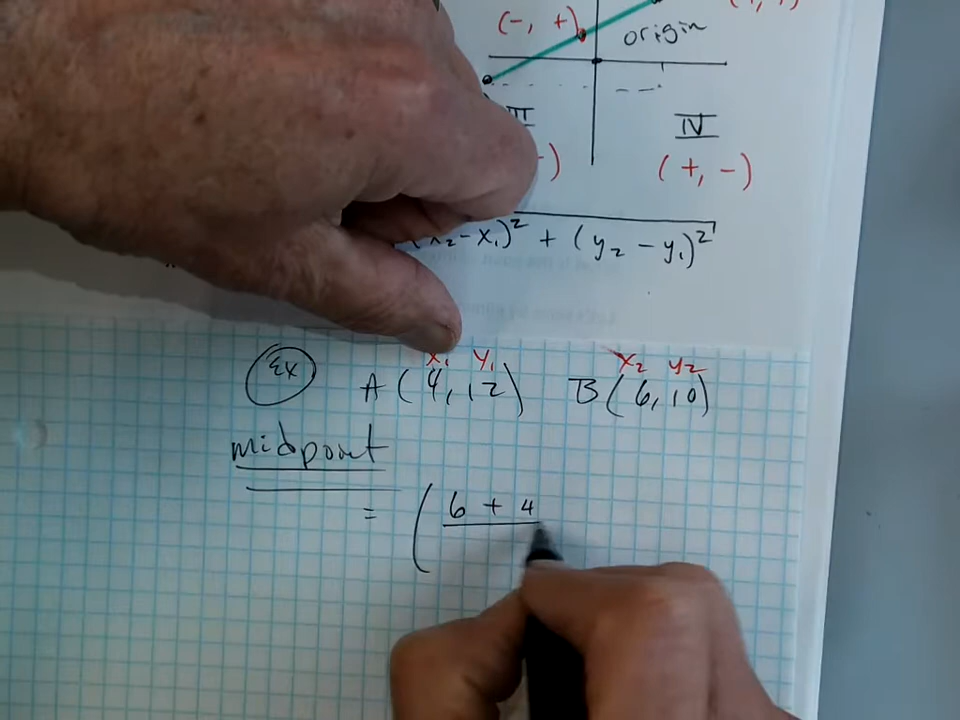 (-, +)
origin
III
IV
-)
(+, -)
(x₂-x₁)² + (y₂ - y₁)²
x₁ y₁ x₂ y₂
Ex A (4, 12) B (6, 10)
midpoint
= ( 6 + 4